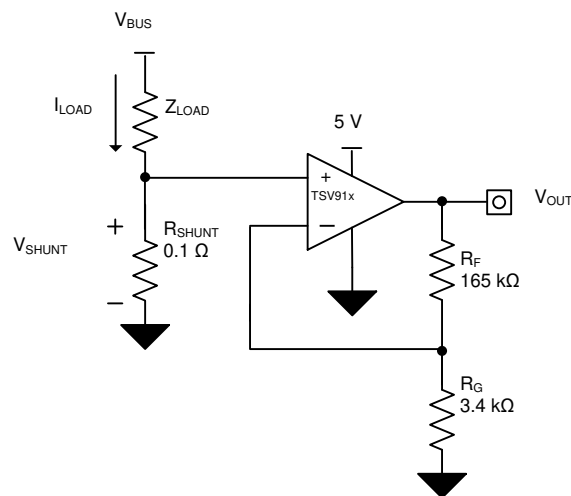 VBUS
ILOAD
ZLOAD
5 V
+
TSV91x
−
VOUT
+
VSHUNT
−
RSHUNT
0.1 Ω
RF
165 kΩ
RG
3.4 kΩ